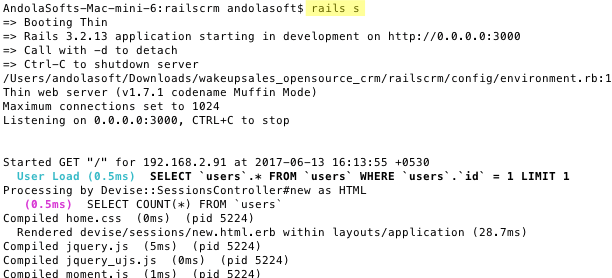 AndolaSofts-Mac-mini-6:railscrm andolasoft$ rails s
=> Booting Thin
=> Rails 3.2.13 application starting in development on http://0.0.0.0:3000
=> Call with -d to detach
=> Ctrl-C to shutdown server
/Users/andolasoft/Downloads/wakeupsales_opensource_crm/railscrm/config/environment.rb:1
Thin web server (v1.7.1 codename Muffin Mode)
Maximum connections set to 1024
Listening on 0.0.0.0:3000, CTRL+C to stop
Started GET "/" for 192.168.2.91 at 2017-06-13 16:13:55 +0530
User Load (0.5ms) SELECT `users`.* FROM `users` WHERE `users`.`id` = 1 LIMIT 1
Processing by Devise::SessionsController#new as HTML
(0.5ms) SELECT COUNT(*) FROM `users`
Compiled home.css (0ms) (pid 5224)
Rendered devise/sessions/new.html.erb within layouts/application (28.7ms)
Compiled jquery.js (5ms) (pid 5224)
Compiled jquery_ujs.js (0ms) (pid 5224)
Compiled moment.js (1ms) (pid 5224)